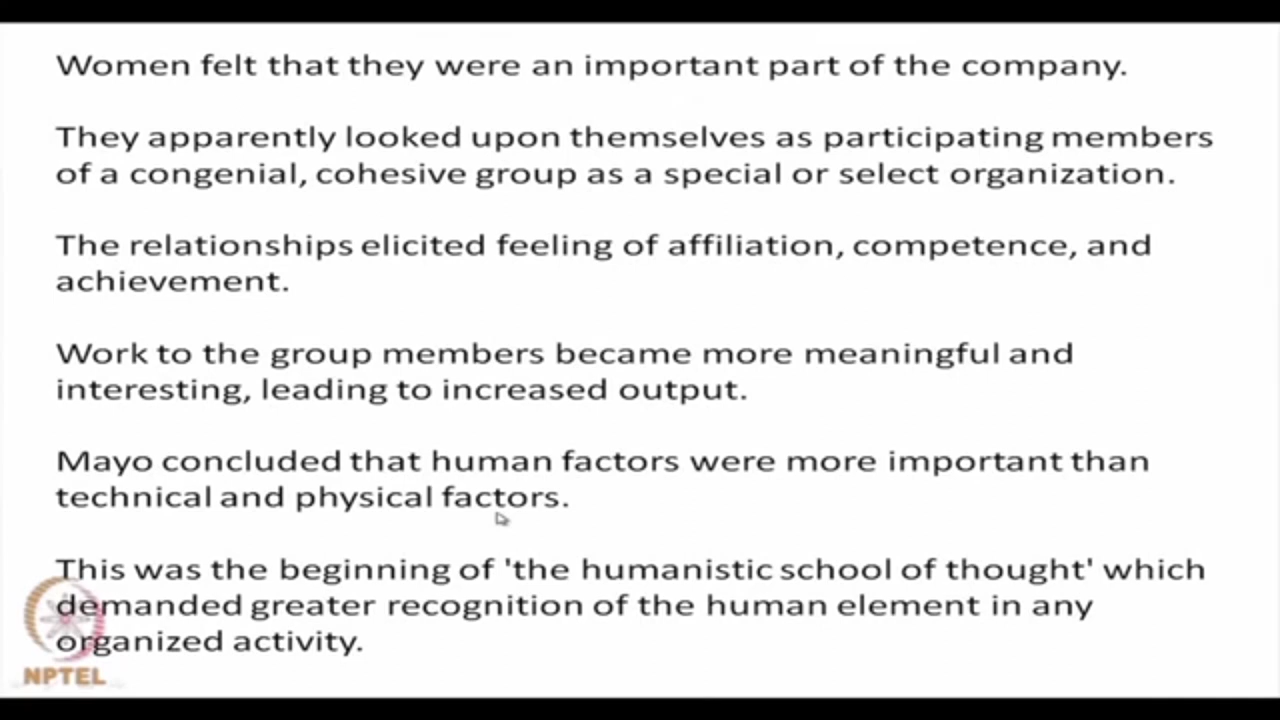 Women felt that they were an important part of the company.
They apparently looked upon themselves as participating members
of a congenial, cohesive group as a special or select organization.
The relationships elicited feeling of affiliation, competence, and
achievement.
Work to the group members became more meaningful and
interesting, leading to increased output.
Mayo concluded that human factors were more important than
technical and physical factors.
This was the beginning of 'the humanistic school of thought' which
demanded greater recognition of the human element in any
organized activity.
NPTEL